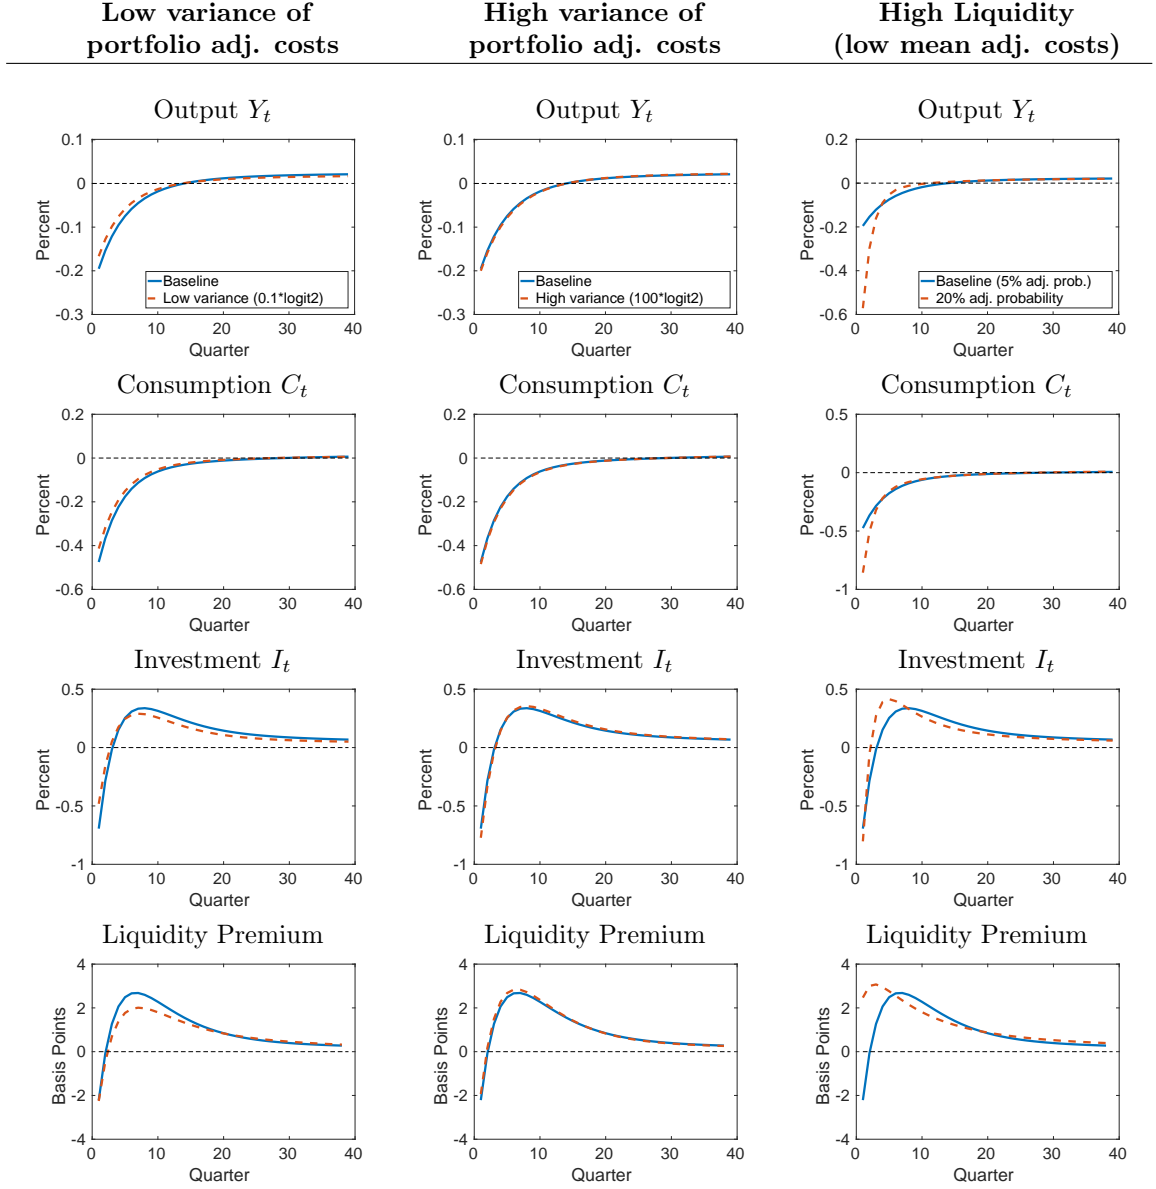 Low variance of
portfolio adj. costs
High variance of
portfolio adj. costs
High Liquidity
(low mean adj. costs)
Output Y_t
0.1
0
-0.1
-0.2
-0.3
Percent
Baseline
Low variance (0.1*logit2)
0 10 20 30 40
Quarter
Output Y_t
0.1
0
-0.1
-0.2
-0.3
Percent
Baseline
High variance (100*logit2)
0 10 20 30 40
Quarter
Output Y_t
0.2
0
-0.2
-0.4
-0.6
Percent
Baseline (5% adj. prob.)
20% adj. probability
0 10 20 30 40
Quarter
Consumption C_t
0.2
0
-0.2
-0.4
-0.6
Percent
0 10 20 30 40
Quarter
Consumption C_t
0.2
0
-0.2
-0.4
-0.6
Percent
0 10 20 30 40
Quarter
Consumption C_t
0.5
0
-0.5
-1
Percent
0 10 20 30 40
Quarter
Investment I_t
0.5
0
-0.5
-1
Percent
0 10 20 30 40
Quarter
Investment I_t
0.5
0
-0.5
-1
Percent
0 10 20 30 40
Quarter
Investment I_t
0.5
0
-0.5
-1
Percent
0 10 20 30 40
Quarter
Liquidity Premium
4
2
0
-2
-4
Basis Points
0 10 20 30 40
Quarter
Liquidity Premium
4
2
0
-2
-4
Basis Points
0 10 20 30 40
Quarter
Liquidity Premium
4
2
0
-2
-4
Basis Points
0 10 20 30 40
Quarter